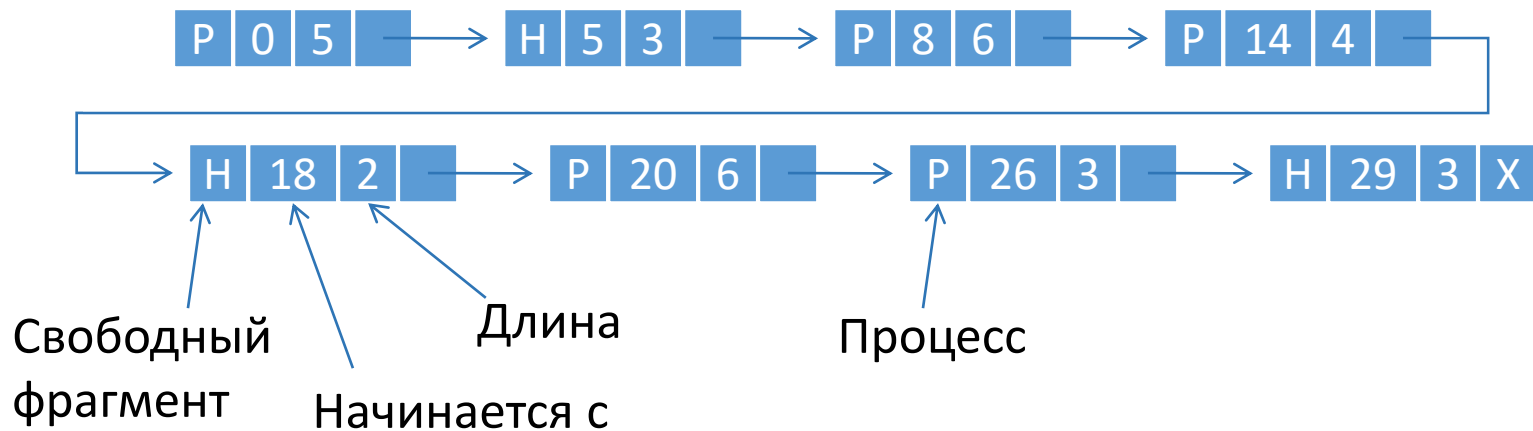 P 0 5 H 5 3 P 8 6 P 14 4
H 18 2 P 20 6 P 26 3 H 29 3 X
Свободный
фрагмент
Начинается с
Длина
Процесс